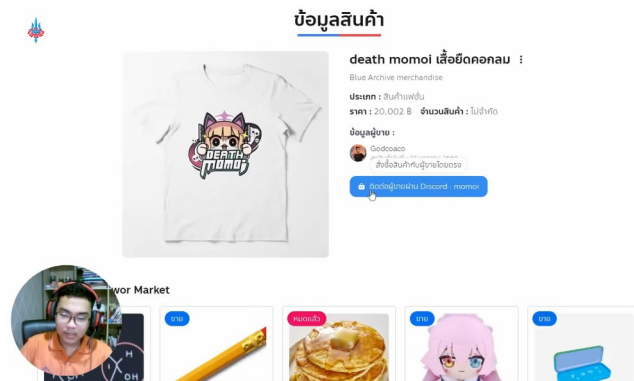 ข้อมูลสินค้า
death momoi เสื้อยืดคอกลม
Blue Archive merchandise
ประเภท : สินค้าแฟชั่น
ราคา : 20,002 ฿ จำนวนสินค้า : ไม่จำกัด
ข้อมูลผู้ขาย :
Godcoaco
สั่งซื้อสินค้ากับผู้ขายโดยตรง
ติดต่อผู้ขายผ่าน Discord : momoi
DEATH
MOMOI
Market
ขาย
หมดแล้ว
ขาย
ขาย
H
OH